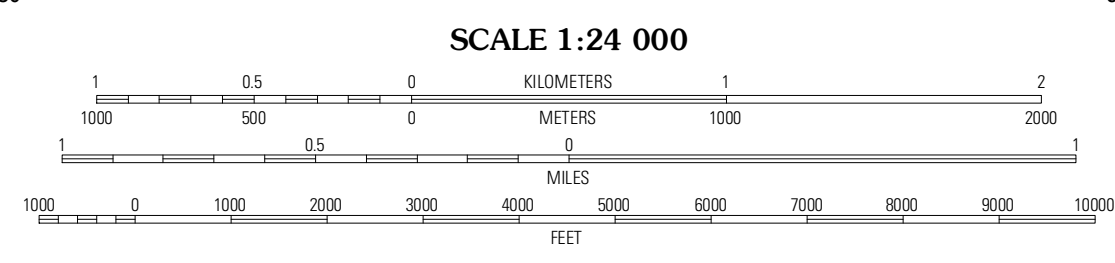 SCALE 1:24 000
1 0.5 0 KILOMETERS 1 2
1000 500 0 METERS 1000 2000
1 0.5 0 1
MILES
1000 0 1000 2000 3000 4000 5000 6000 7000 8000 9000 10000
FEET